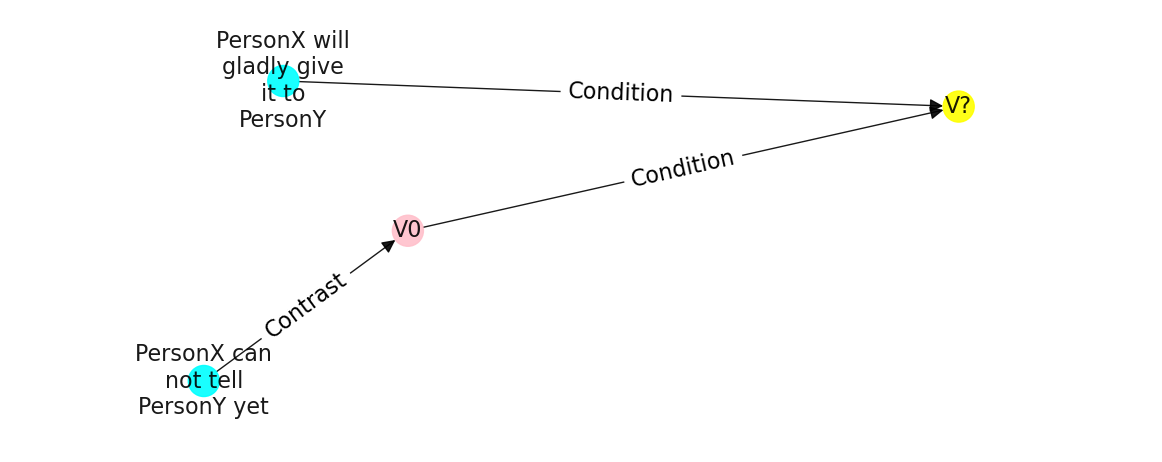 PersonX will
gladly give
it to
PersonY
Condition
V?
Condition
V0
Contrast
PersonX can
not tell
PersonY yet